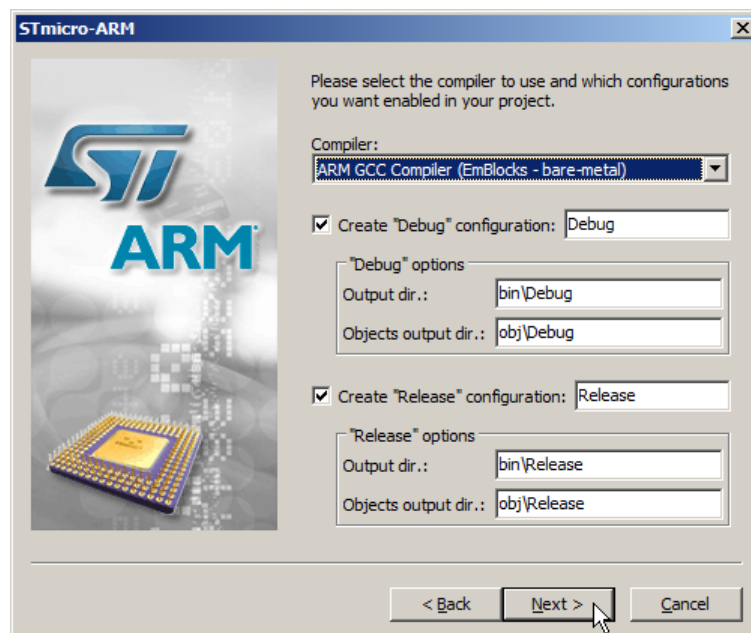 STmicro-ARM
Please select the compiler to use and which configurations
you want enabled in your project.
Compiler:
ARM GCC Compiler (EmBlocks - bare-metal)
Create "Debug" configuration: Debug
"Debug" options
Output dir.: bin\Debug
Objects output dir.: obj\Debug
Create "Release" configuration: Release
"Release" options
Output dir.: bin\Release
Objects output dir.: obj\Release
ST
ARM
< Back Next > Cancel